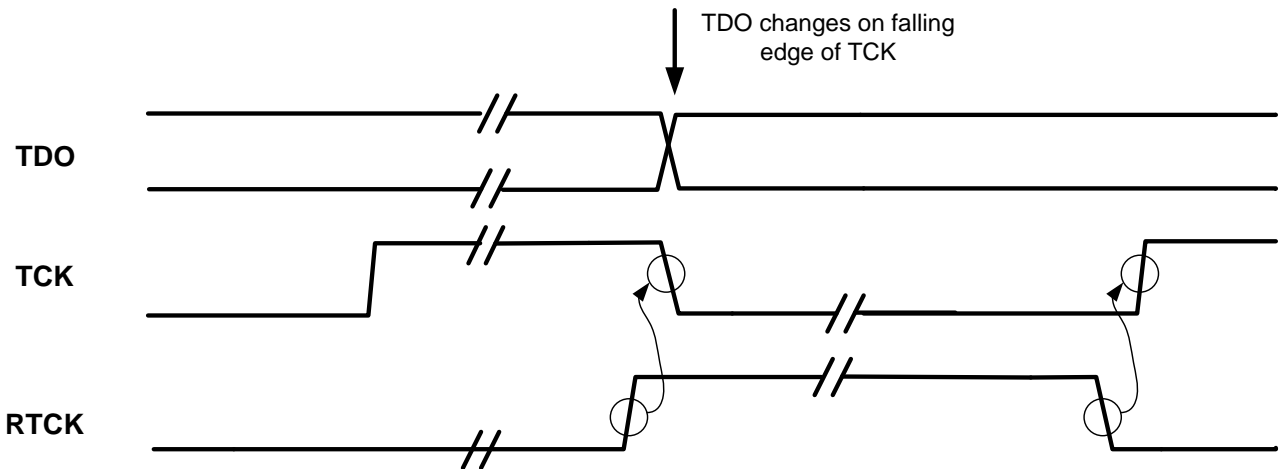 TDO changes on falling
edge of TCK
TDO
TCK
RTCK